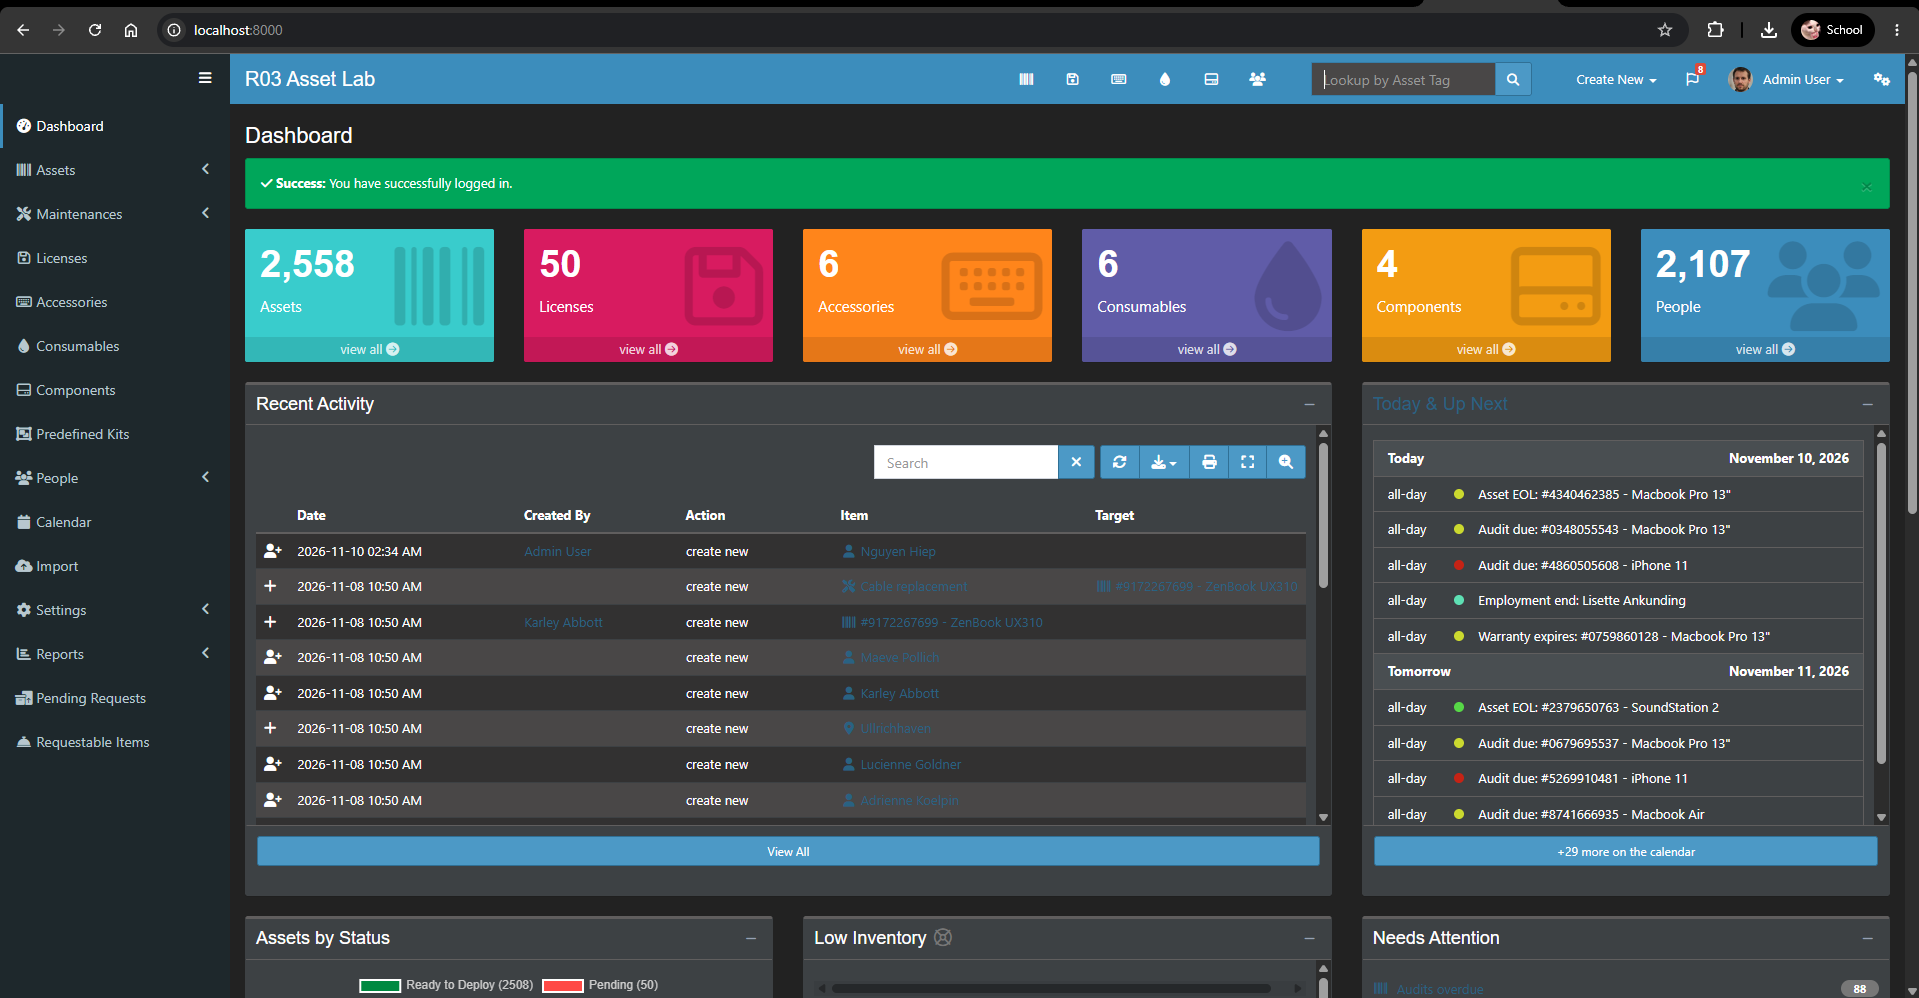 localhost:8000
School
R03 Asset Lab
Lookup by Asset Tag
Create New
8
Admin User
Dashboard
Assets
Maintenances
Licenses
Accessories
Consumables
Components
Predefined Kits
People
Calendar
Import
Settings
Reports
Pending Requests
Requestable Items
Dashboard
Success: You have successfully logged in.
×
2,558
Assets
view all
50
Licenses
view all
6
Accessories
view all
6
Consumables
view all
4
Components
view all
2,107
People
view all
Recent Activity
Search
Date Created By Action Item Target
2026-11-10 02:34 AM Admin User create new Nguyen Hiep
2026-11-08 10:50 AM create new Cable replacement #9172267699 - ZenBook UX310
2026-11-08 10:50 AM Karley Abbott create new #9172267699 - ZenBook UX310
2026-11-08 10:50 AM create new Maeve Pollich
2026-11-08 10:50 AM create new Karley Abbott
2026-11-08 10:50 AM create new Ullrichhaven
2026-11-08 10:50 AM create new Lucienne Goldner
2026-11-08 10:50 AM create new Adrienne Koelpin
View All
Today & Up Next
Today November 10, 2026
all-day Asset EOL: #4340462385 - Macbook Pro 13"
all-day Audit due: #0348055543 - Macbook Pro 13"
all-day Audit due: #4860505608 - iPhone 11
all-day Employment end: Lisette Ankunding
all-day Warranty expires: #0759860128 - Macbook Pro 13"
Tomorrow November 11, 2026
all-day Asset EOL: #2379650763 - SoundStation 2
all-day Audit due: #0679695537 - Macbook Pro 13"
all-day Audit due: #5269910481 - iPhone 11
all-day Audit due: #8741666935 - Macbook Air
+29 more on the calendar
Assets by Status
Ready to Deploy (2508) Pending (50)
Low Inventory
Needs Attention
Audits overdue 88